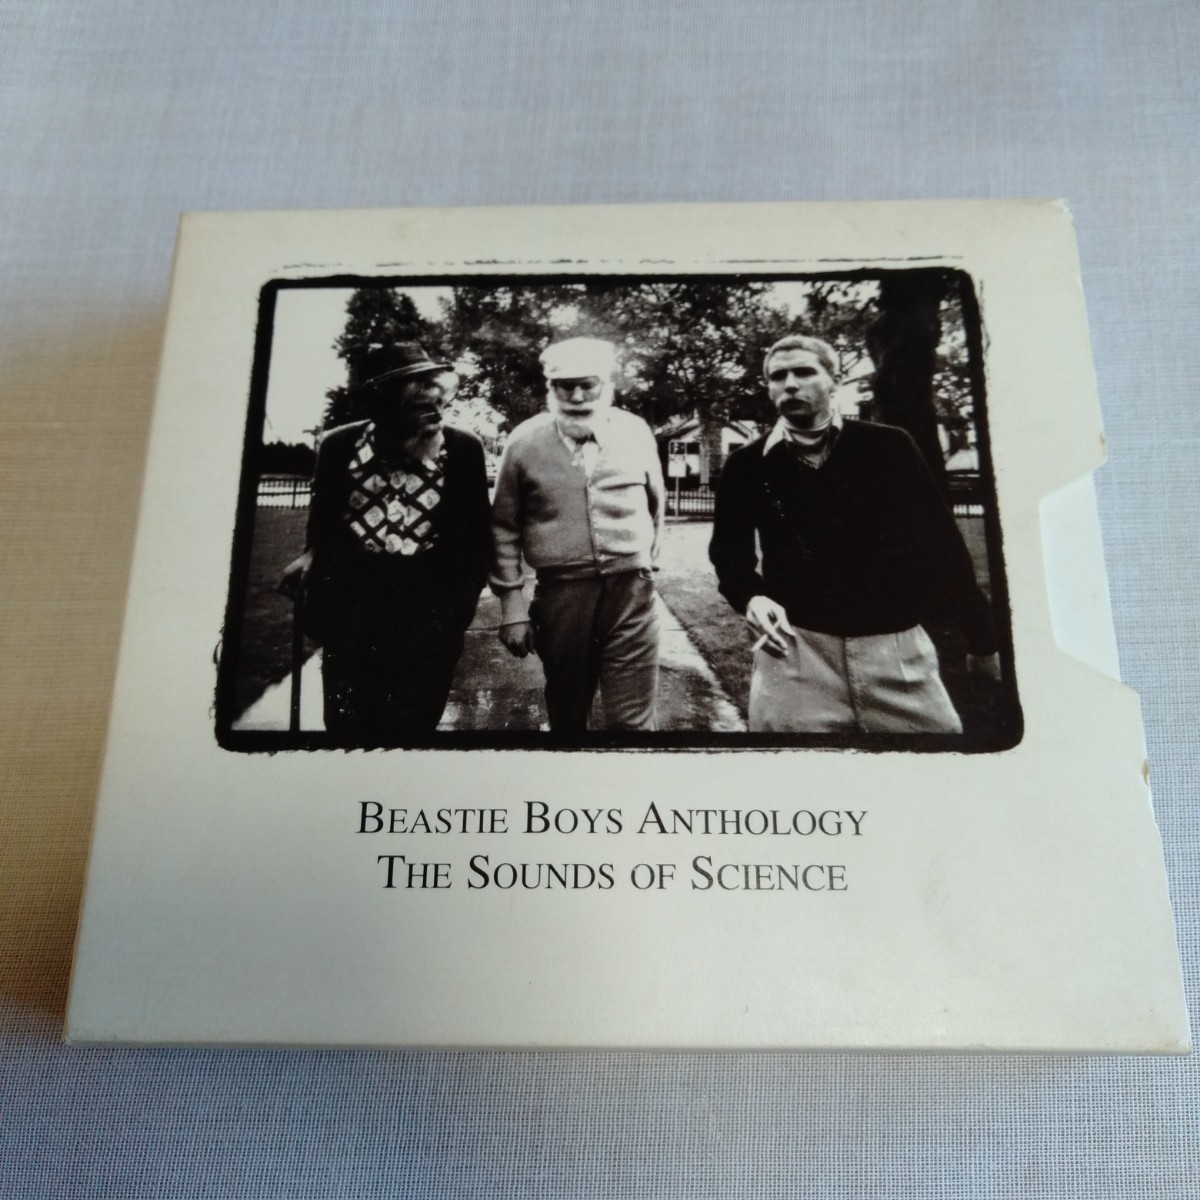 BEASTIE BOYS ANTHOLOGY
THE SOUNDS OF SCIENCE